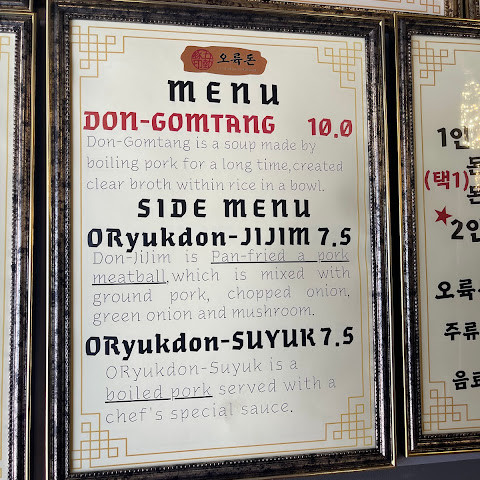 오류돈
MENU
DON-GOMTANG 10.0
Don-Gomtang is a soup made by
boiling pork for a long time,created
clear broth within rice in a bowl.
SIDE MENU
ORyukdon-JIJIM 7.5
Don-JiJim is Pan-fried a pork
meatball,which is mixed with
ground pork, chopped onion,
green onion and mushroom.
ORyukdon-SUYUK 7.5
ORyukdon-Suyuk is a
boiled pork served with a
chef's special sauce.
1인
돈
(택1)
2인
오륙
주류
음료